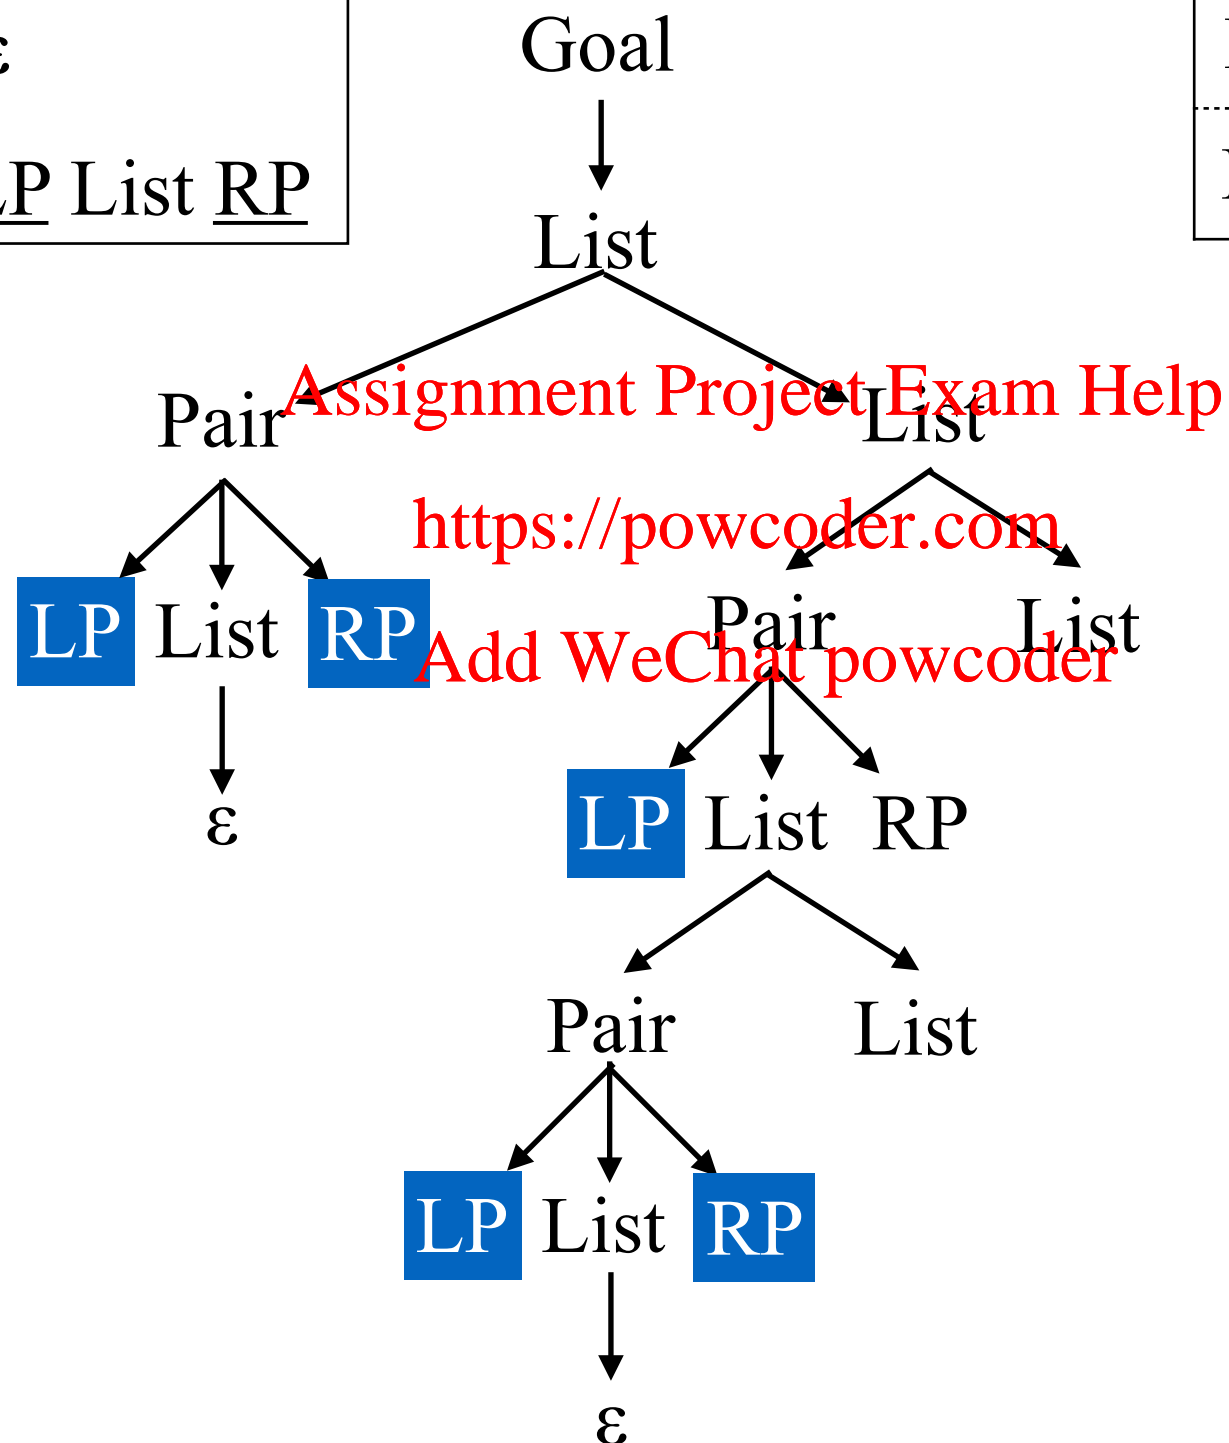 Goal
ε
LP List RP
List
Assignment Project Exam Help
Pair List
https://powcoder.com
LP List RP Pair List
Add WeChat powcoder
ε LP List RP
Pair List
LP List RP
ε